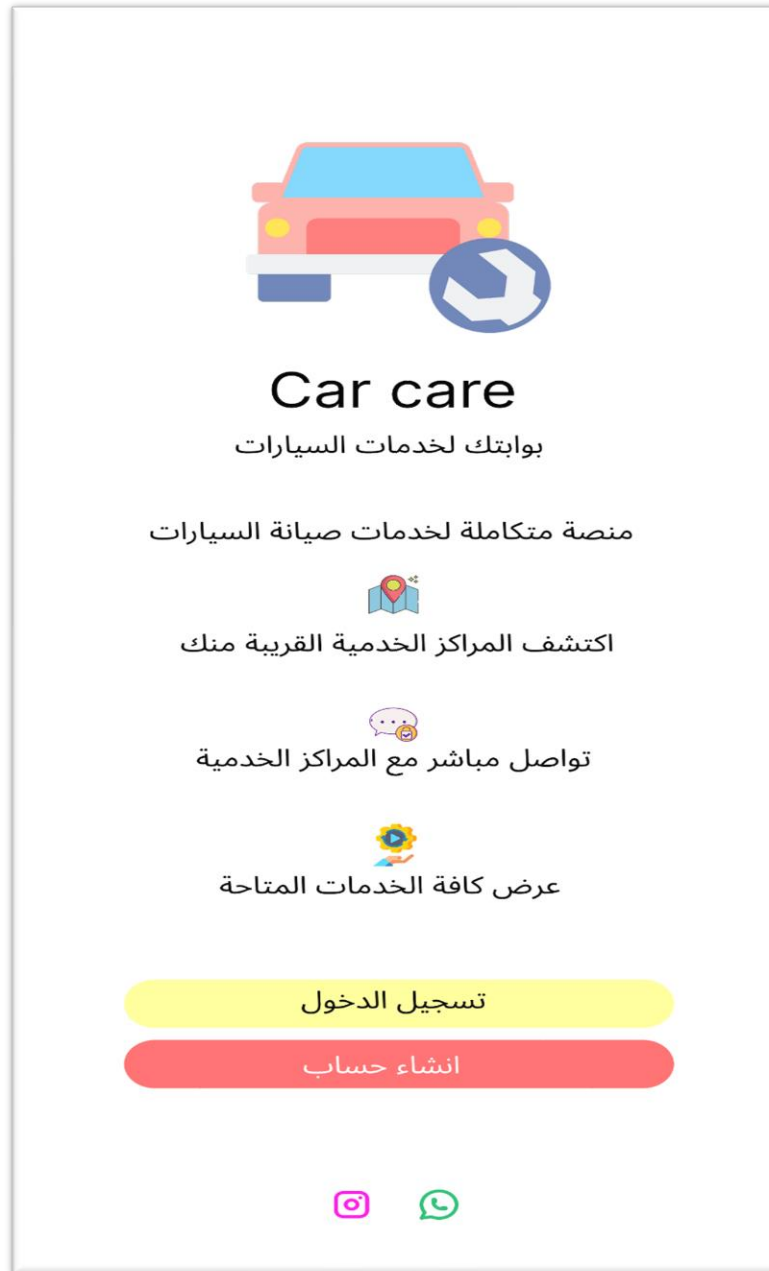 Car care
بوابتك لخدمات السيارات
منصة متكاملة لخدمات صيانة السيارات
اكتشف المراكز الخدمية القريبة منك
تواصل مباشر مع المراكز الخدمية
عرض كافة الخدمات المتاحة
تسجيل الدخول
انشاء حساب